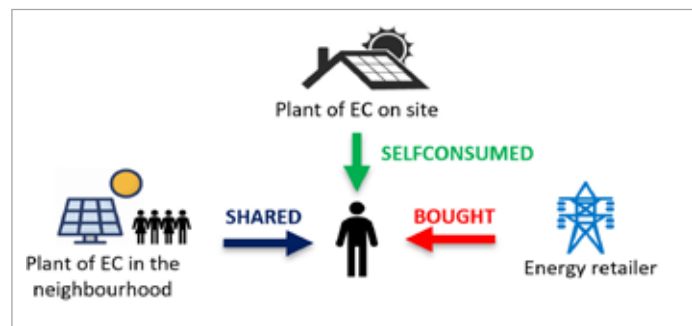 Plant of EC on site
SELFCONSUMED
SHARED
BOUGHT
Plant of EC in the
neighbourhood
Energy retailer